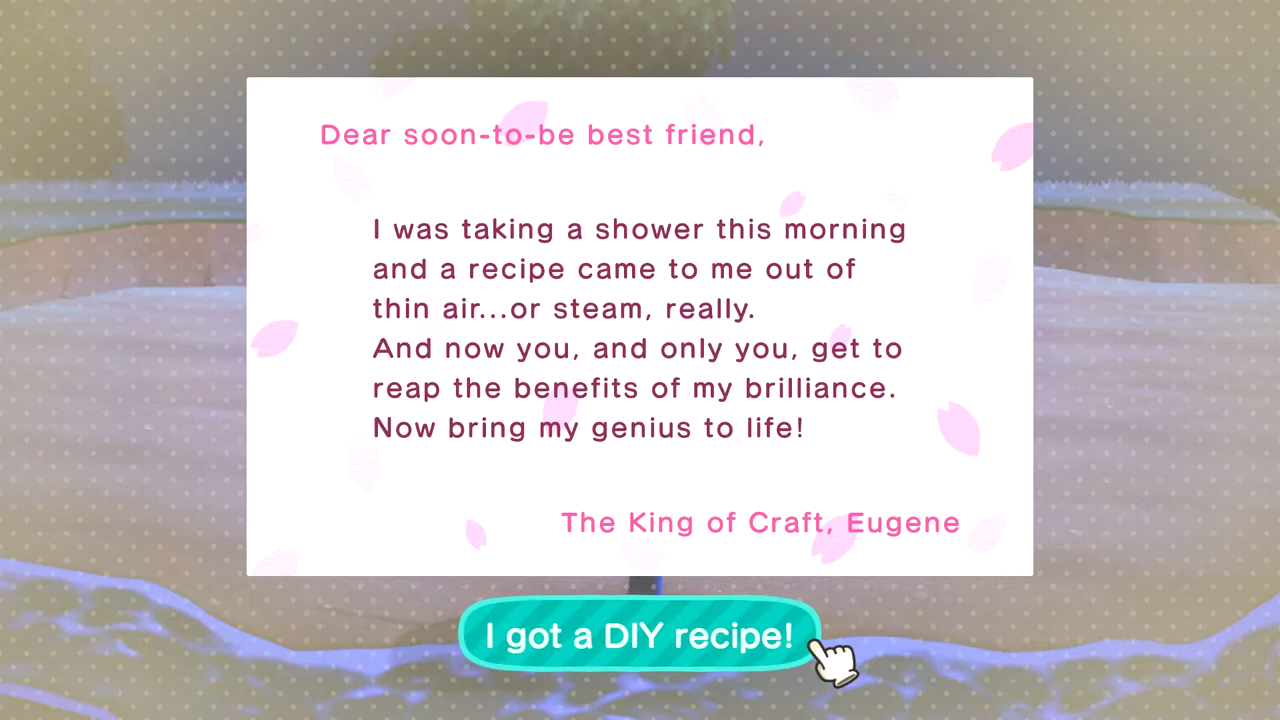 Dear soon-to-be best friend,
I was taking a shower this morning
and a recipe came to me out of
thin air...or steam, really.
And now you, and only you, get to
reap the benefits of my brilliance.
Now bring my genius to life!
The King of Craft, Eugene
I got a DIY recipe!